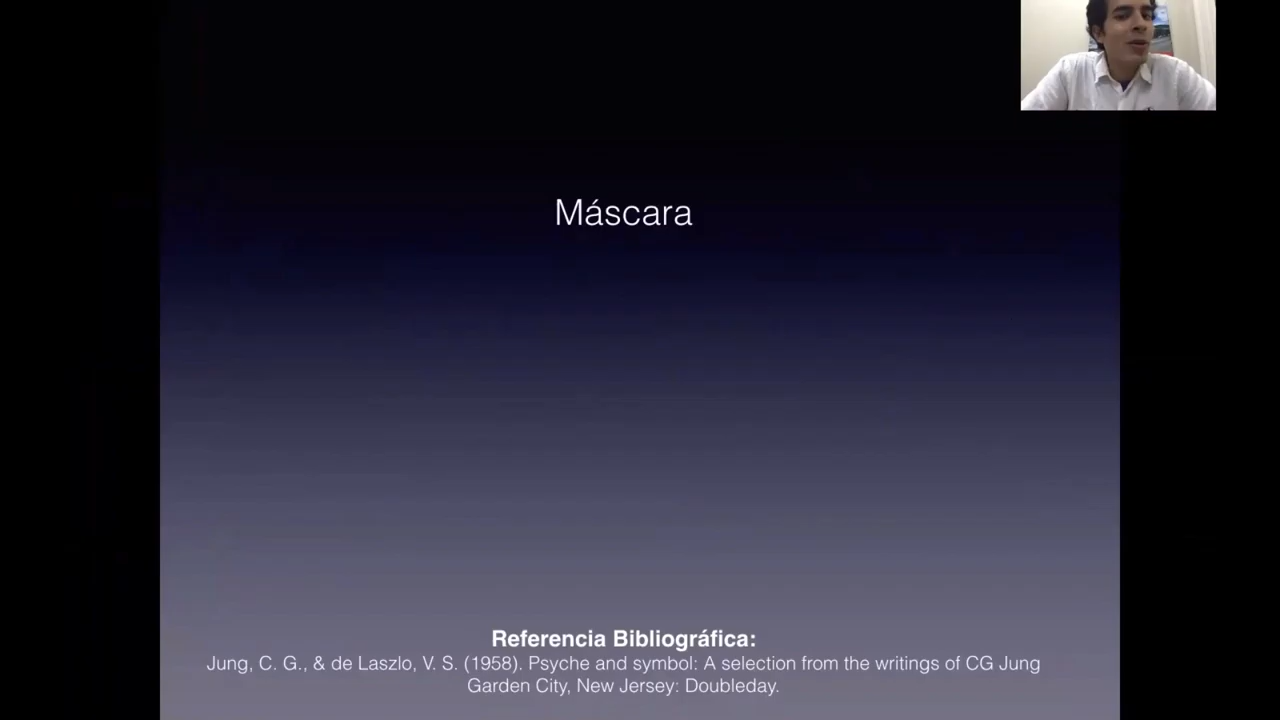 Máscara
Referencia Bibliográfica:
Jung, C. G., & de Laszlo, V. S. (1958). Psyche and symbol: A selection from the writings of CG Jung
Garden City, New Jersey: Doubleday.